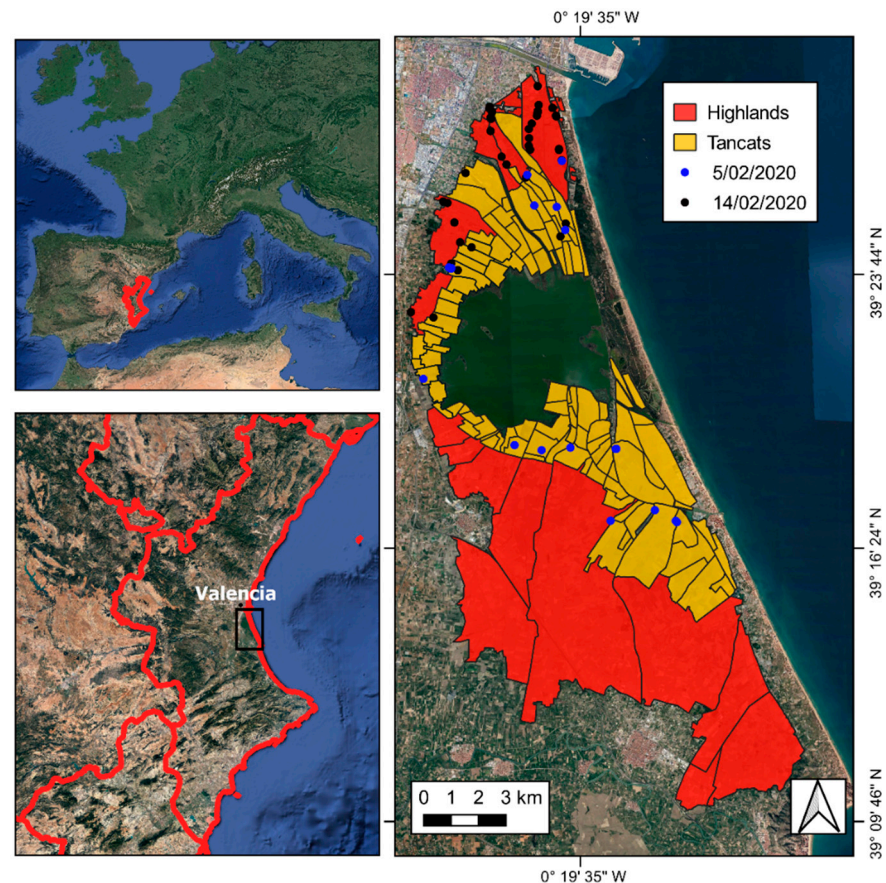 0° 19' 35" W
Highlands
Tancats
5/02/2020
14/02/2020
39° 23' 44" N
Valencia
39° 16' 24" N
0 1 2 3 km
39° 09' 46 N
0° 19' 35" W